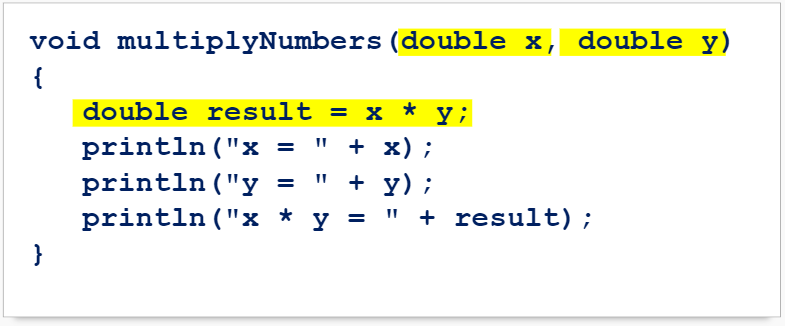 void multiplyNumbers(double x, double y)
{
   double result = x * y;
   println("x = " + x);
   println("y = " + y);
   println("x * y = " + result);
}